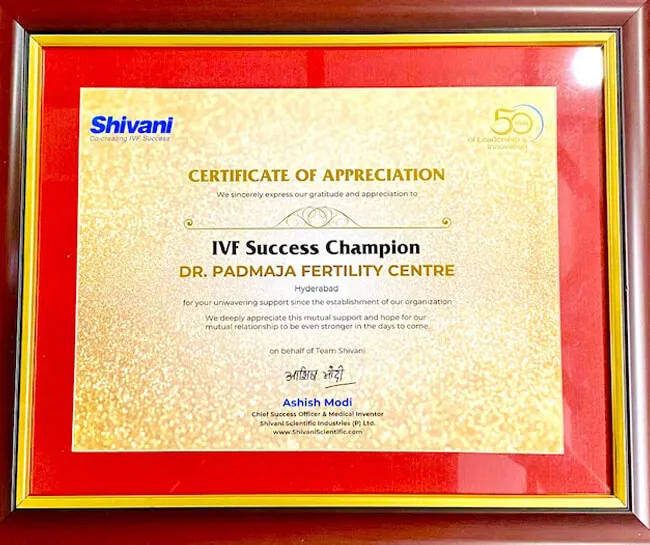 Shivani
Co-creating IVF Success
50
of Leadership &
Innovation
CERTIFICATE OF APPRECIATION
We sincerely express our gratitude and appreciation to
IVF Success Champion
DR. PADMAJA FERTILITY CENTRE
Hyderabad
for your unwavering support since the establishment of our organization
We deeply appreciate this mutual support and hope for our
mutual relationship to be even stronger in the days to come.
on behalf of Team Shivani
आशिष मोदी
Ashish Modi
Chief Success Officer & Medical Inventor
Shivani Scientific Industries (P) Ltd.
www.ShivaniScientific.com